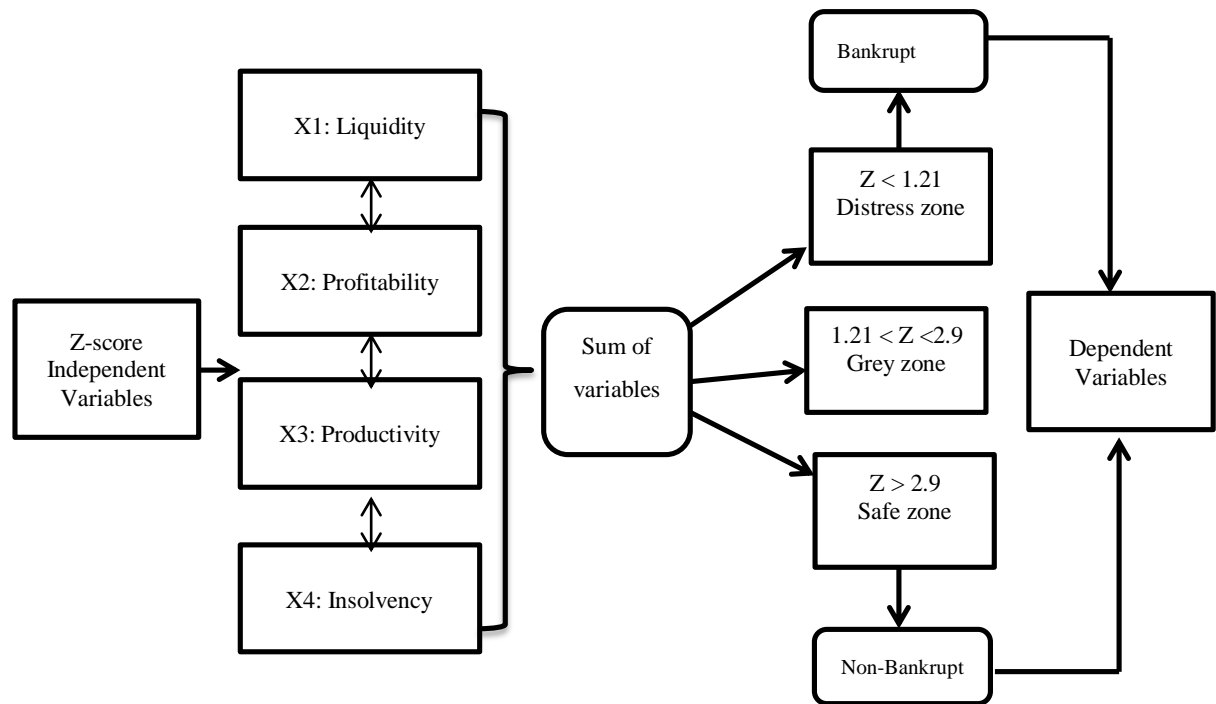 Z-score
Independent
Variables
X1: Liquidity
X2: Profitability
X3: Productivity
X4: Insolvency
Sum of
variables
Bankrupt
Z < 1.21
Distress zone
1.21 < Z <2.9
Grey zone
Z > 2.9
Safe zone
Non-Bankrupt
Dependent
Variables